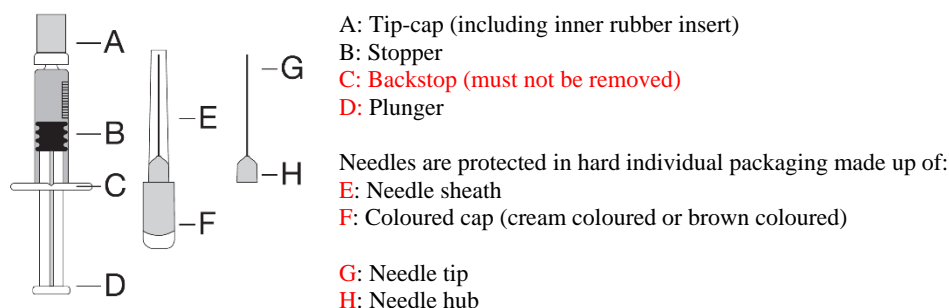 A
B
C
D
E
F
G
H
A: Tip-cap (including inner rubber insert)
B: Stopper
C: Backstop (must not be removed)
D: Plunger
Needles are protected in hard individual packaging made up of:
E: Needle sheath
F: Coloured cap (cream coloured or brown coloured)
G: Needle tip
H: Needle hub